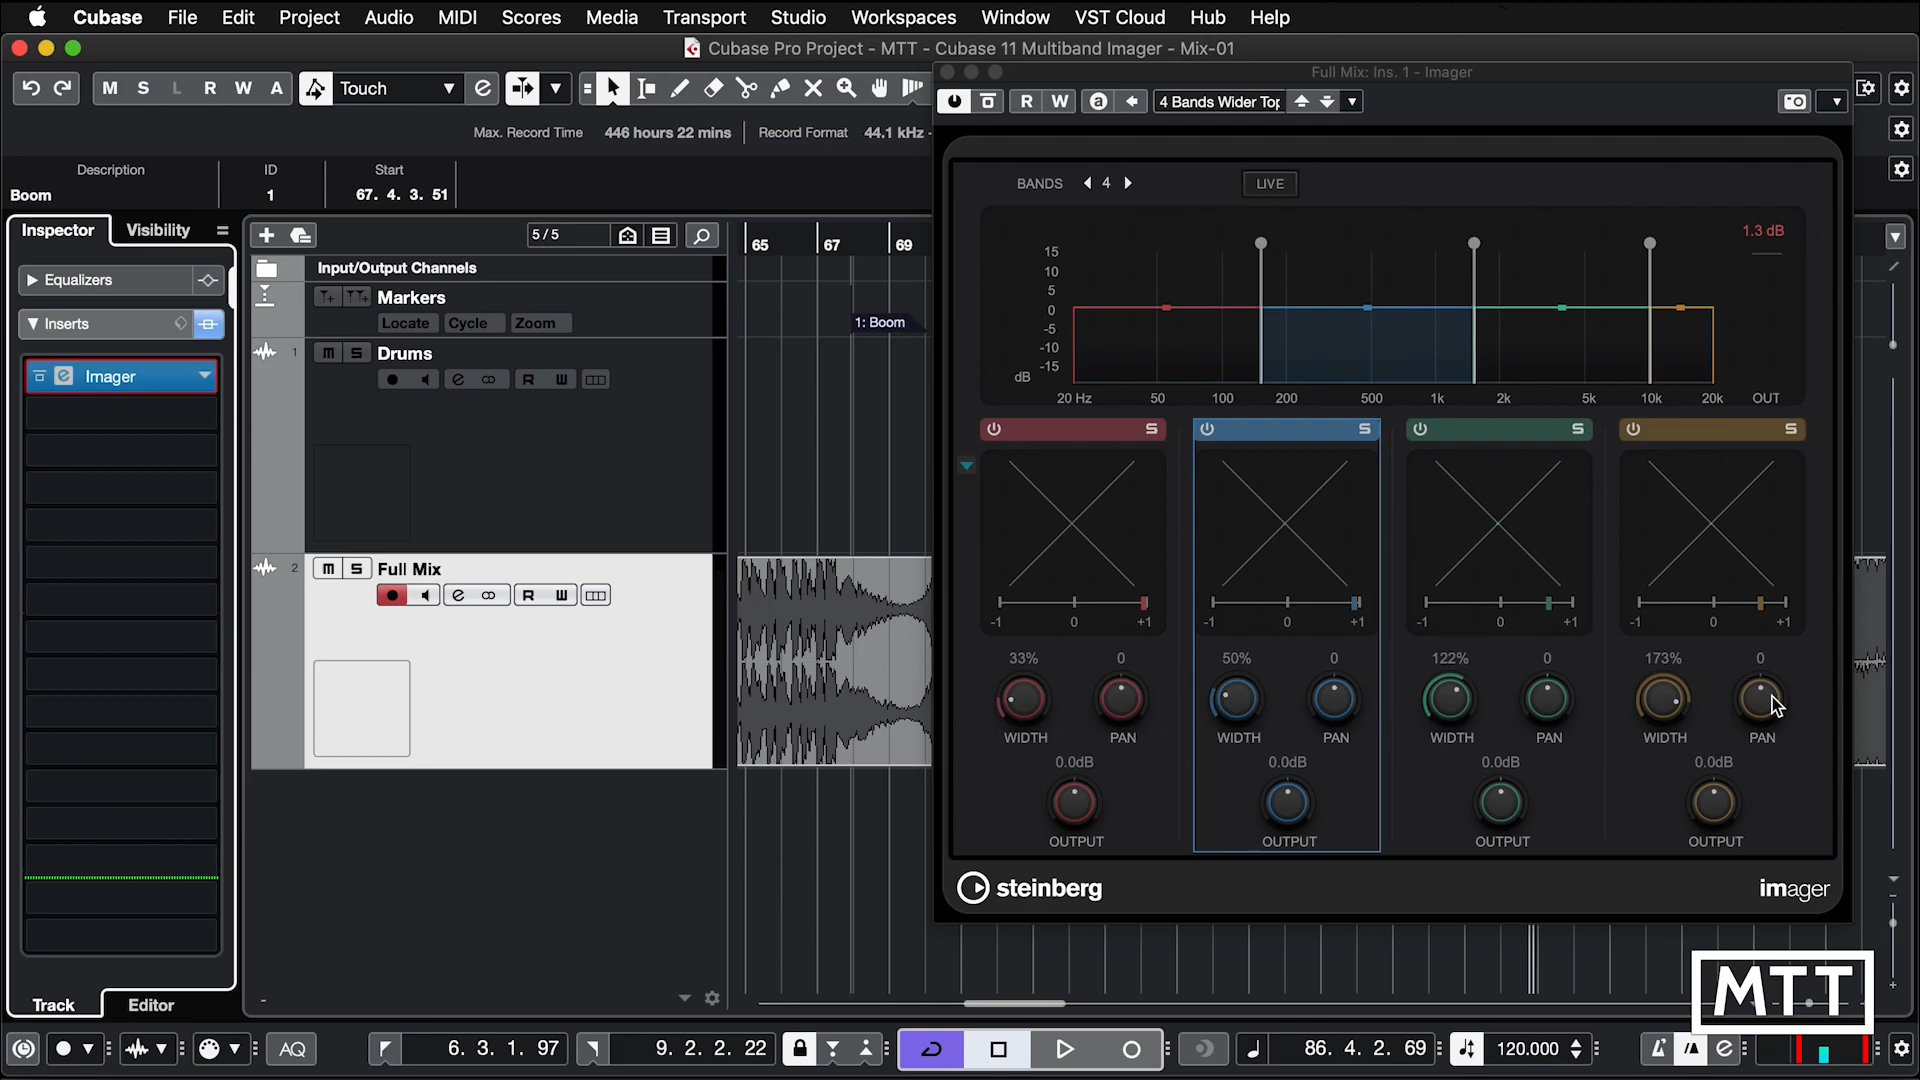 Cubase File Edit Project Audio MIDI Scores Media Transport Studio Workspaces Window VST Cloud Hub Help
Cubase Pro Project - MTT - Cubase 11 Multiband Imager - Mix-01
Full Mix: Ins. 1 - Imager
M S L R W A Touch
R W a 4 Bands Wider Top
Max. Record Time 446 hours 22 mins Record Format 44.1 kHz -
Description ID Start
Boom 1 67. 4. 3. 51
BANDS 4 LIVE
Inspector Visibility
5 / 5
65 67 69
1.3 dB
Equalizers
Input/Output Channels
Inserts
Markers
Locate Cycle Zoom
1: Boom
15
10
5
0
-5
-10
-15
dB
20 Hz 50 100 200 500 1k 2k 5k 10k 20k OUT
Imager
1 M S Drums
R W
S S S S
2 M S Full Mix
R W
-1 0 +1 -1 0 +1 -1 0 +1 -1 0 +1
33% 0 50% 0 122% 0 173% 0
WIDTH PAN WIDTH PAN WIDTH PAN WIDTH PAN
0.0dB 0.0dB 0.0dB 0.0dB
OUTPUT OUTPUT OUTPUT OUTPUT
steinberg imager
Track Editor
MTT
AQ 6. 3. 1. 97 9. 2. 2. 22 86. 4. 2. 69 120.000